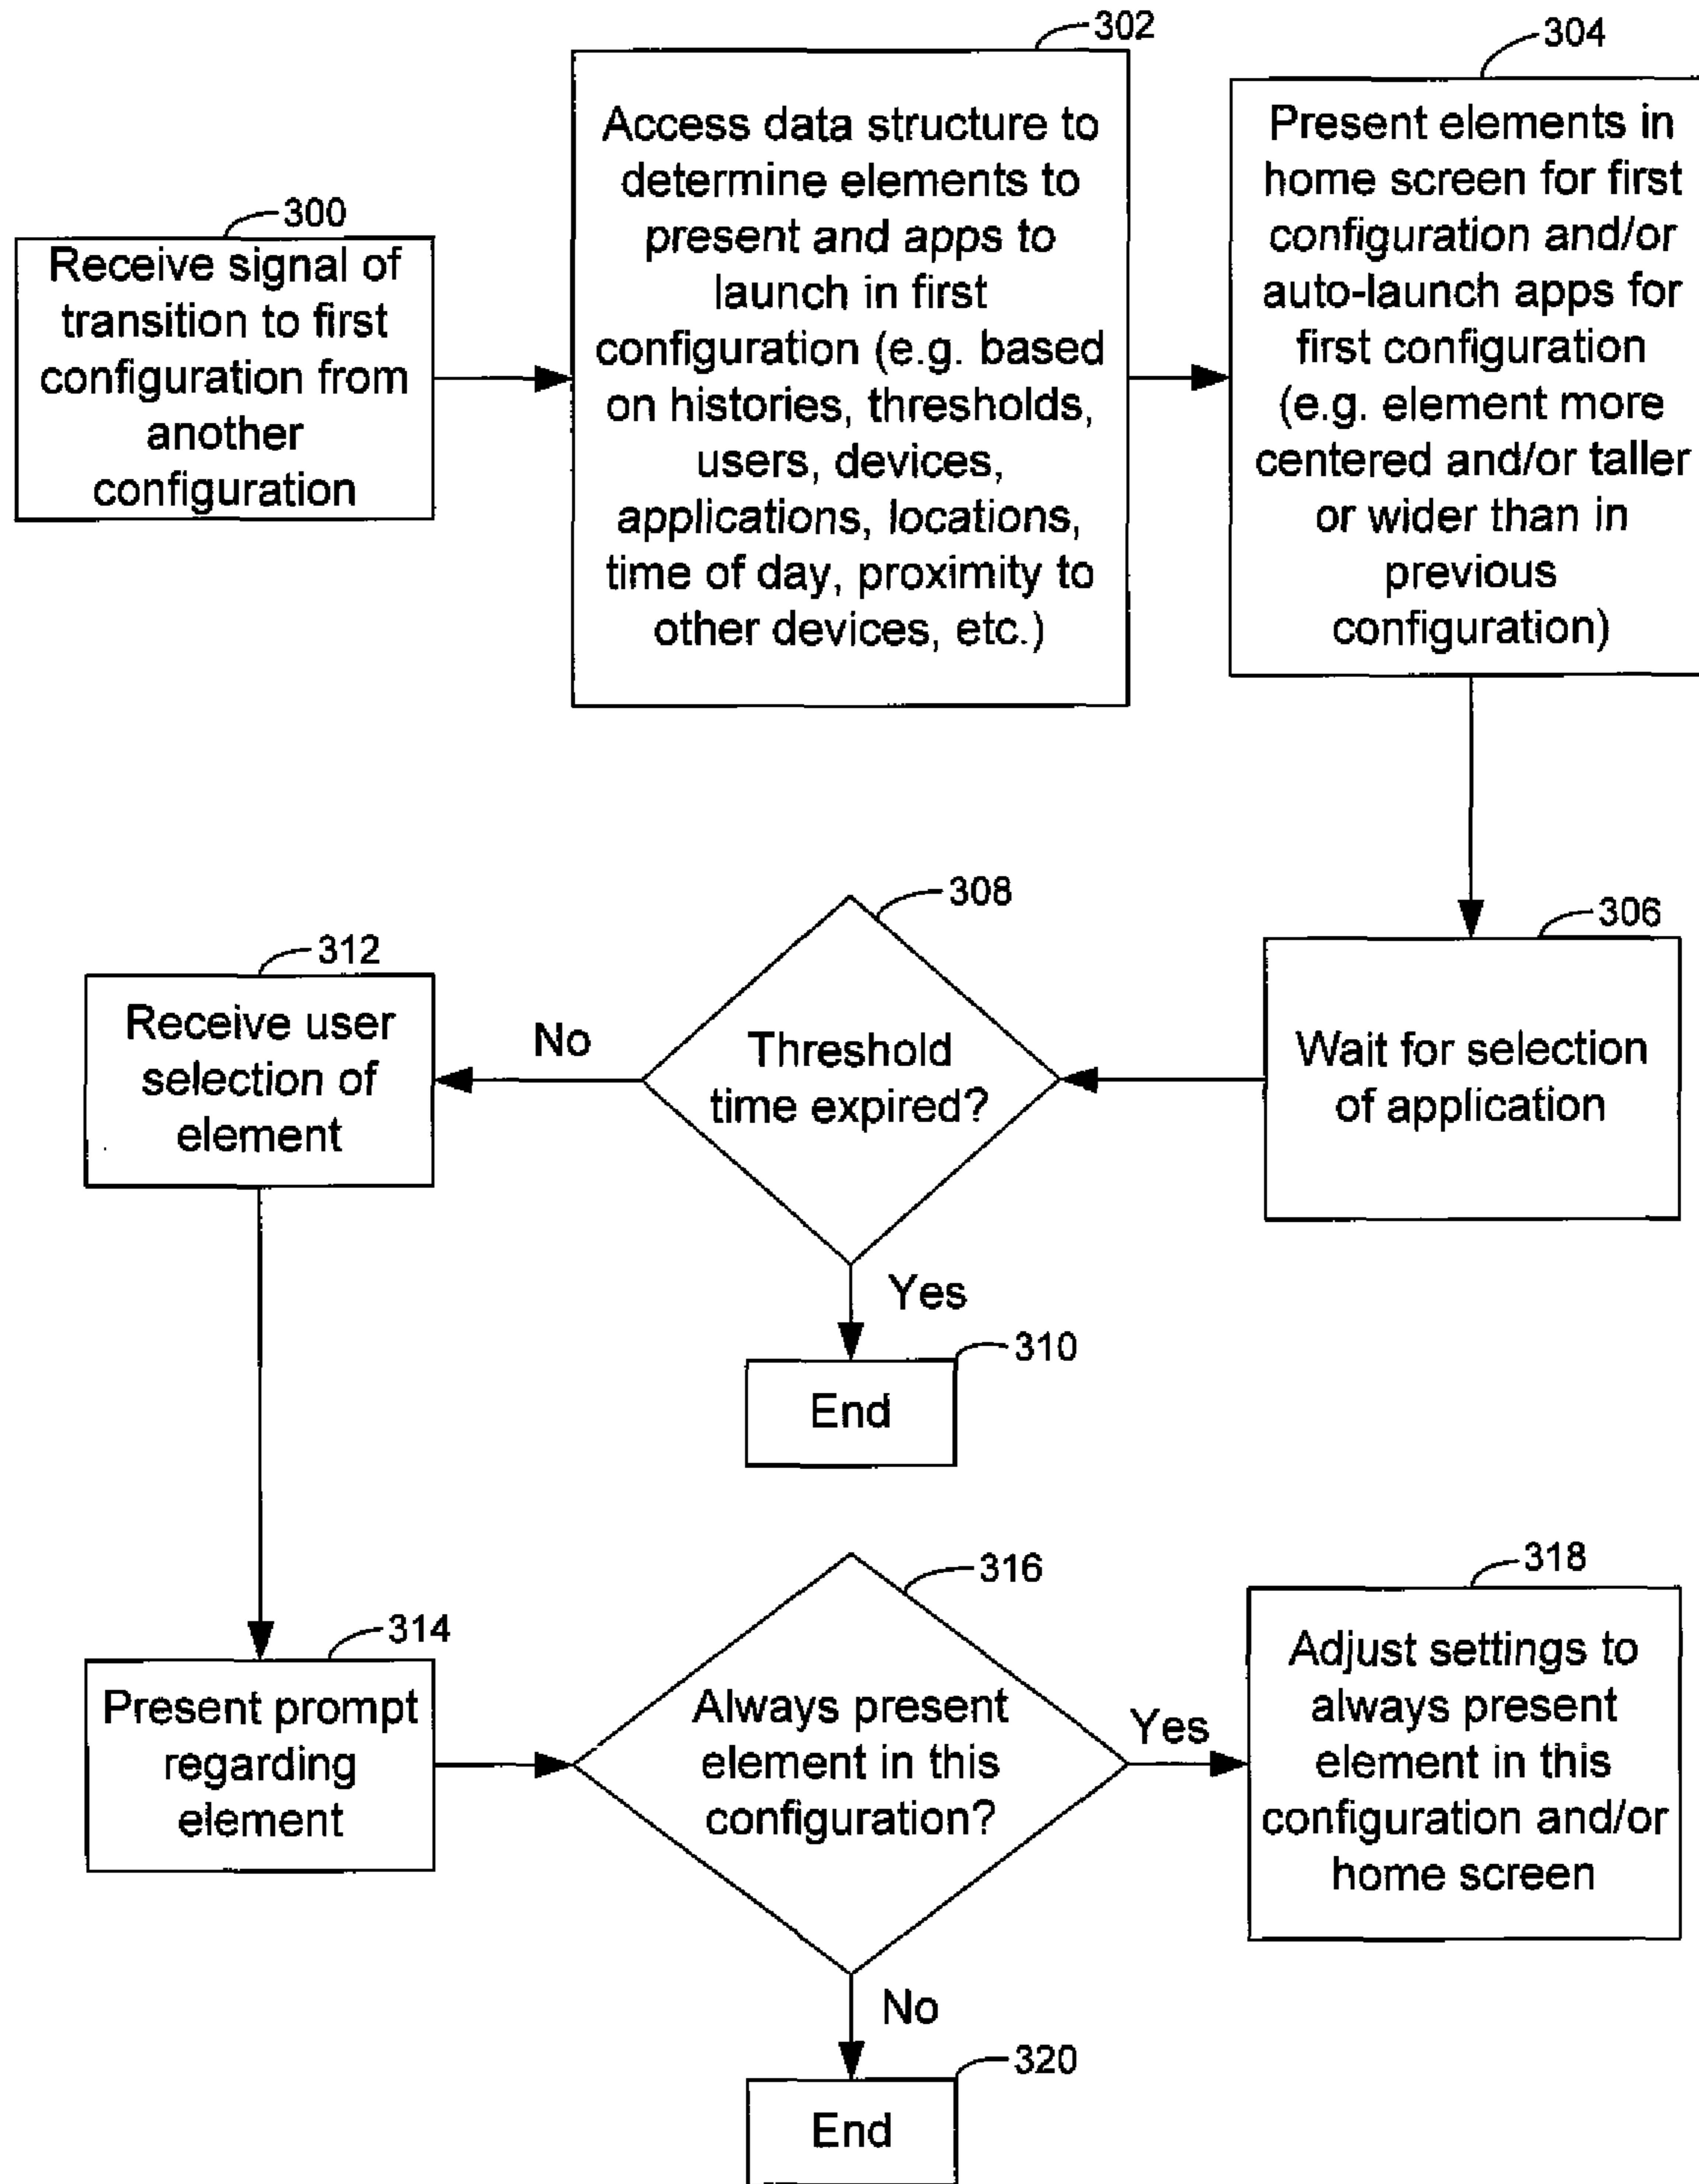 300
Receive signal of
transition to first
configuration from
another
configuration
302
Access data structure to
determine elements to
present and apps to
launch in first
configuration (e.g. based
on histories, thresholds,
users, devices,
applications, locations,
time of day, proximity to
other devices, etc.)
304
Present elements in
home screen for first
configuration and/or
auto-launch apps for
first configuration
(e.g. element more
centered and/or taller
or wider than in
previous
configuration)
306
Wait for selection
of application
308
Threshold
time expired?
No
Yes
310
End
312
Receive user
selection of
element
314
Present prompt
regarding
element
316
Always present
element in this
configuration?
Yes
No
318
Adjust settings to
always present
element in this
configuration and/or
home screen
320
End